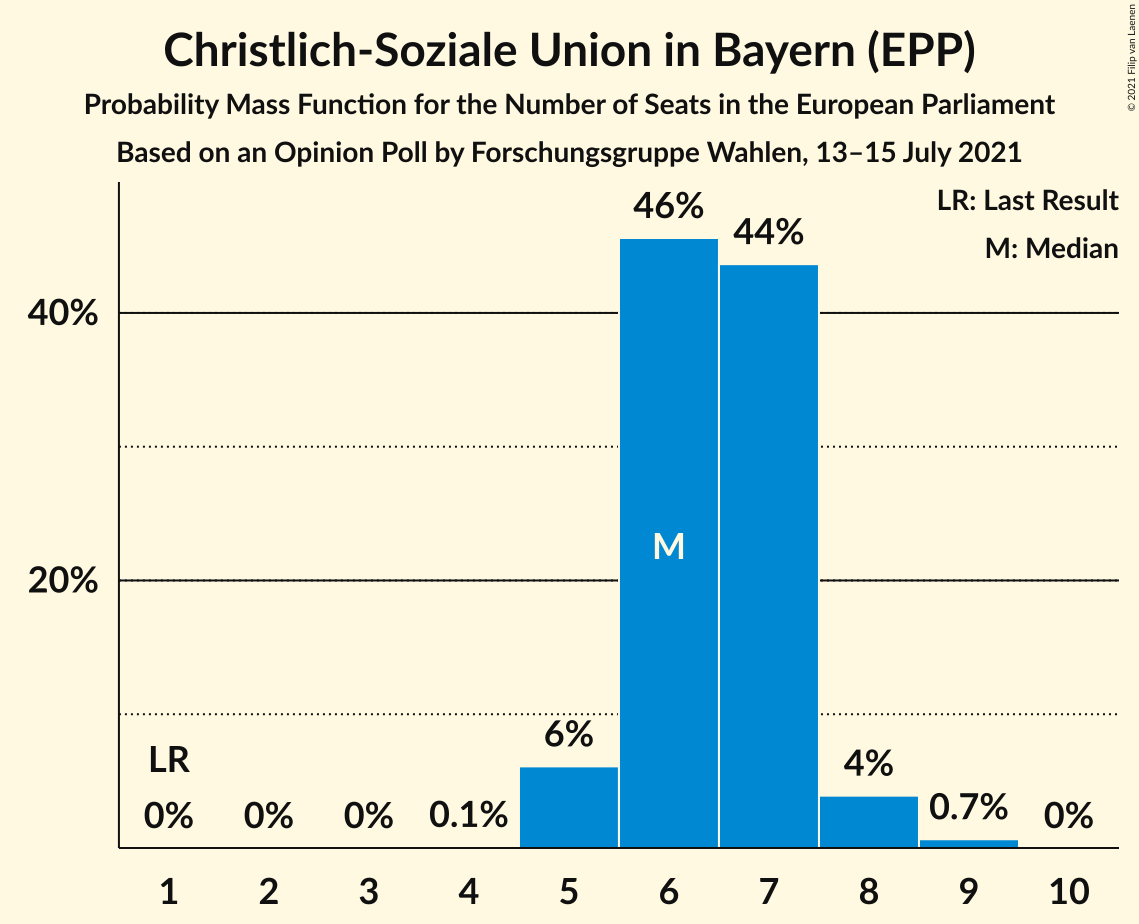 Christlich-Soziale Union in Bayern (EPP)
Probability Mass Function for the Number of Seats in the European Parliament
Based on an Opinion Poll by Forschungsgruppe Wahlen, 13–15 July 2021
© 2021 Filip van Laenen
LR: Last Result
M: Median
46%
44%
40%
M
20%
6%
LR
4%
0% 0% 0% 0.1% 0.7% 0%
1 2 3 4 5 6 7 8 9 10